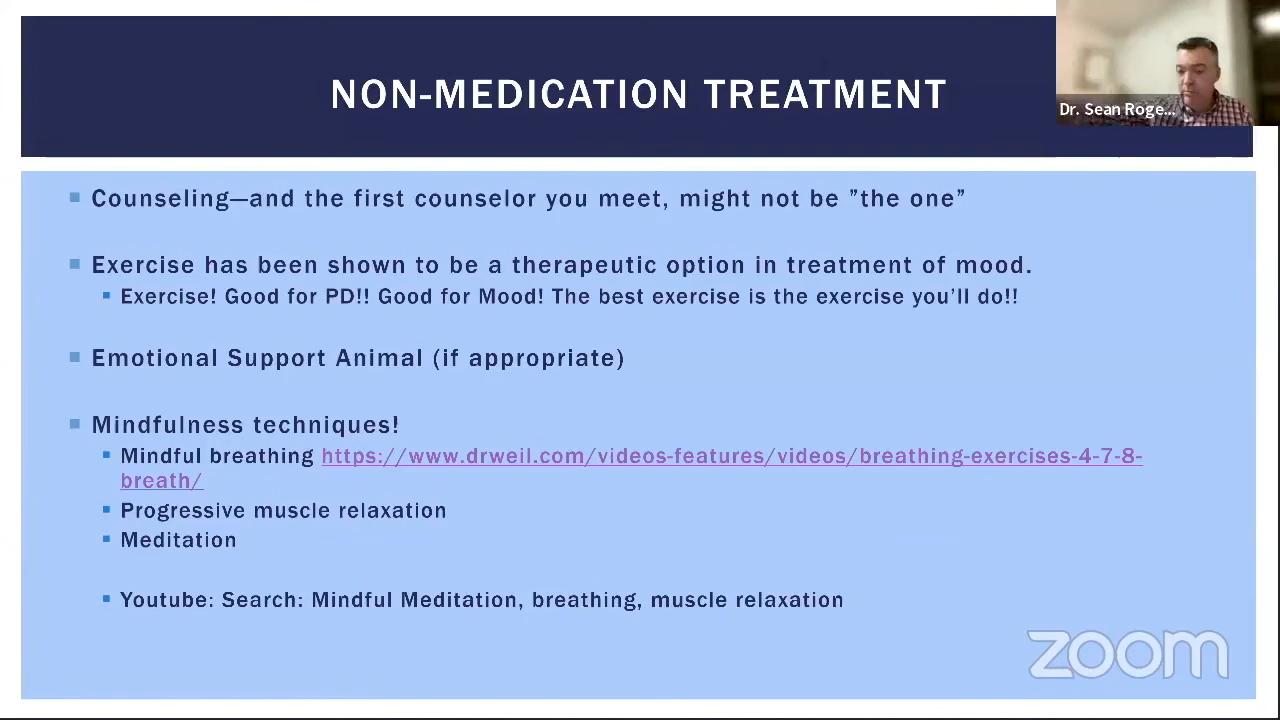 NON-MEDICATION TREATMENT
Dr. Sean Roge...
Counseling—and the first counselor you meet, might not be ”the one”
Exercise has been shown to be a therapeutic option in treatment of mood.
Exercise! Good for PD!! Good for Mood! The best exercise is the exercise you’ll do!!
Emotional Support Animal (if appropriate)
Mindfulness techniques!
Mindful breathing https://www.drweil.com/videos-features/videos/breathing-exercises-4-7-8-
breath/
Progressive muscle relaxation
Meditation
Youtube: Search: Mindful Meditation, breathing, muscle relaxation
zoom